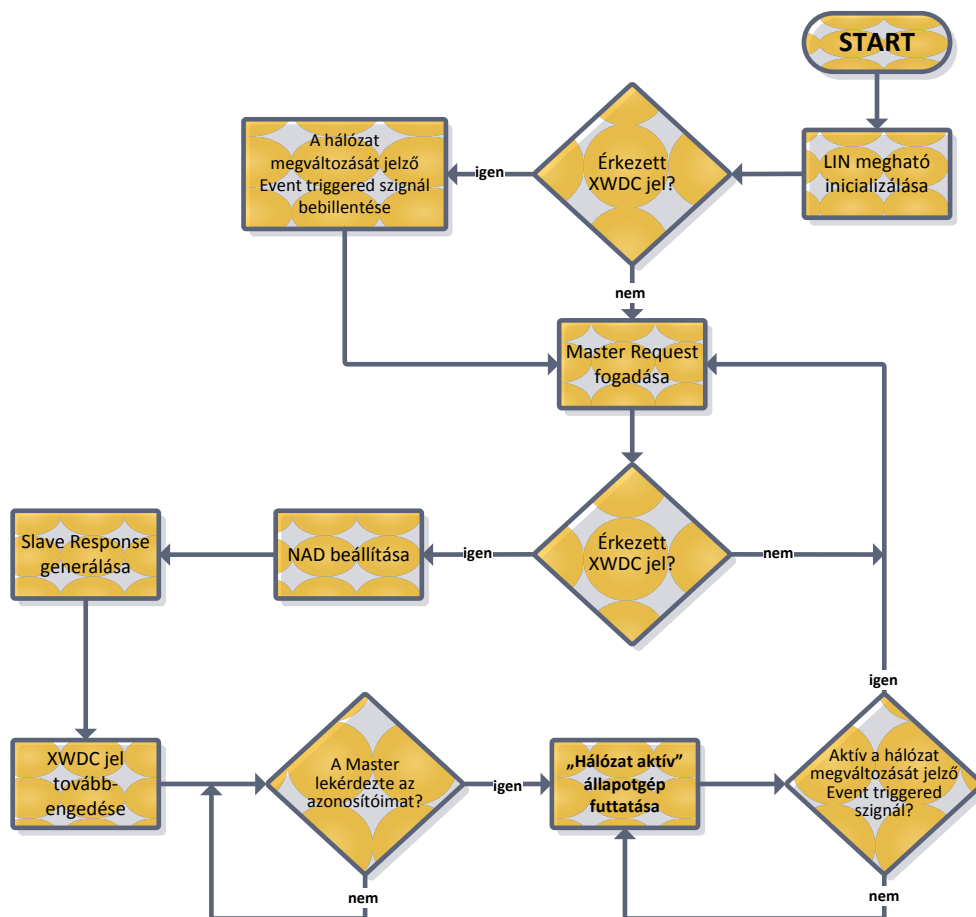 START
LIN megható
inicializálása
Érkezett
XWDC jel?
igen
A hálózat
megváltozását jelző
Event triggered szignál
bebillentése
nem
Master Request
fogadása
Érkezett
XWDC jel?
nem
igen
NAD beállítása
Slave Response
generálása
XWDC jel
tovább-
engedése
A Master
lekérdezte az
azonosítóimat?
nem
igen
„Hálózat aktív”
állapotgép
futtatása
Aktív a hálózat
megváltozását jelző
Event triggered
szignál?
igen
nem